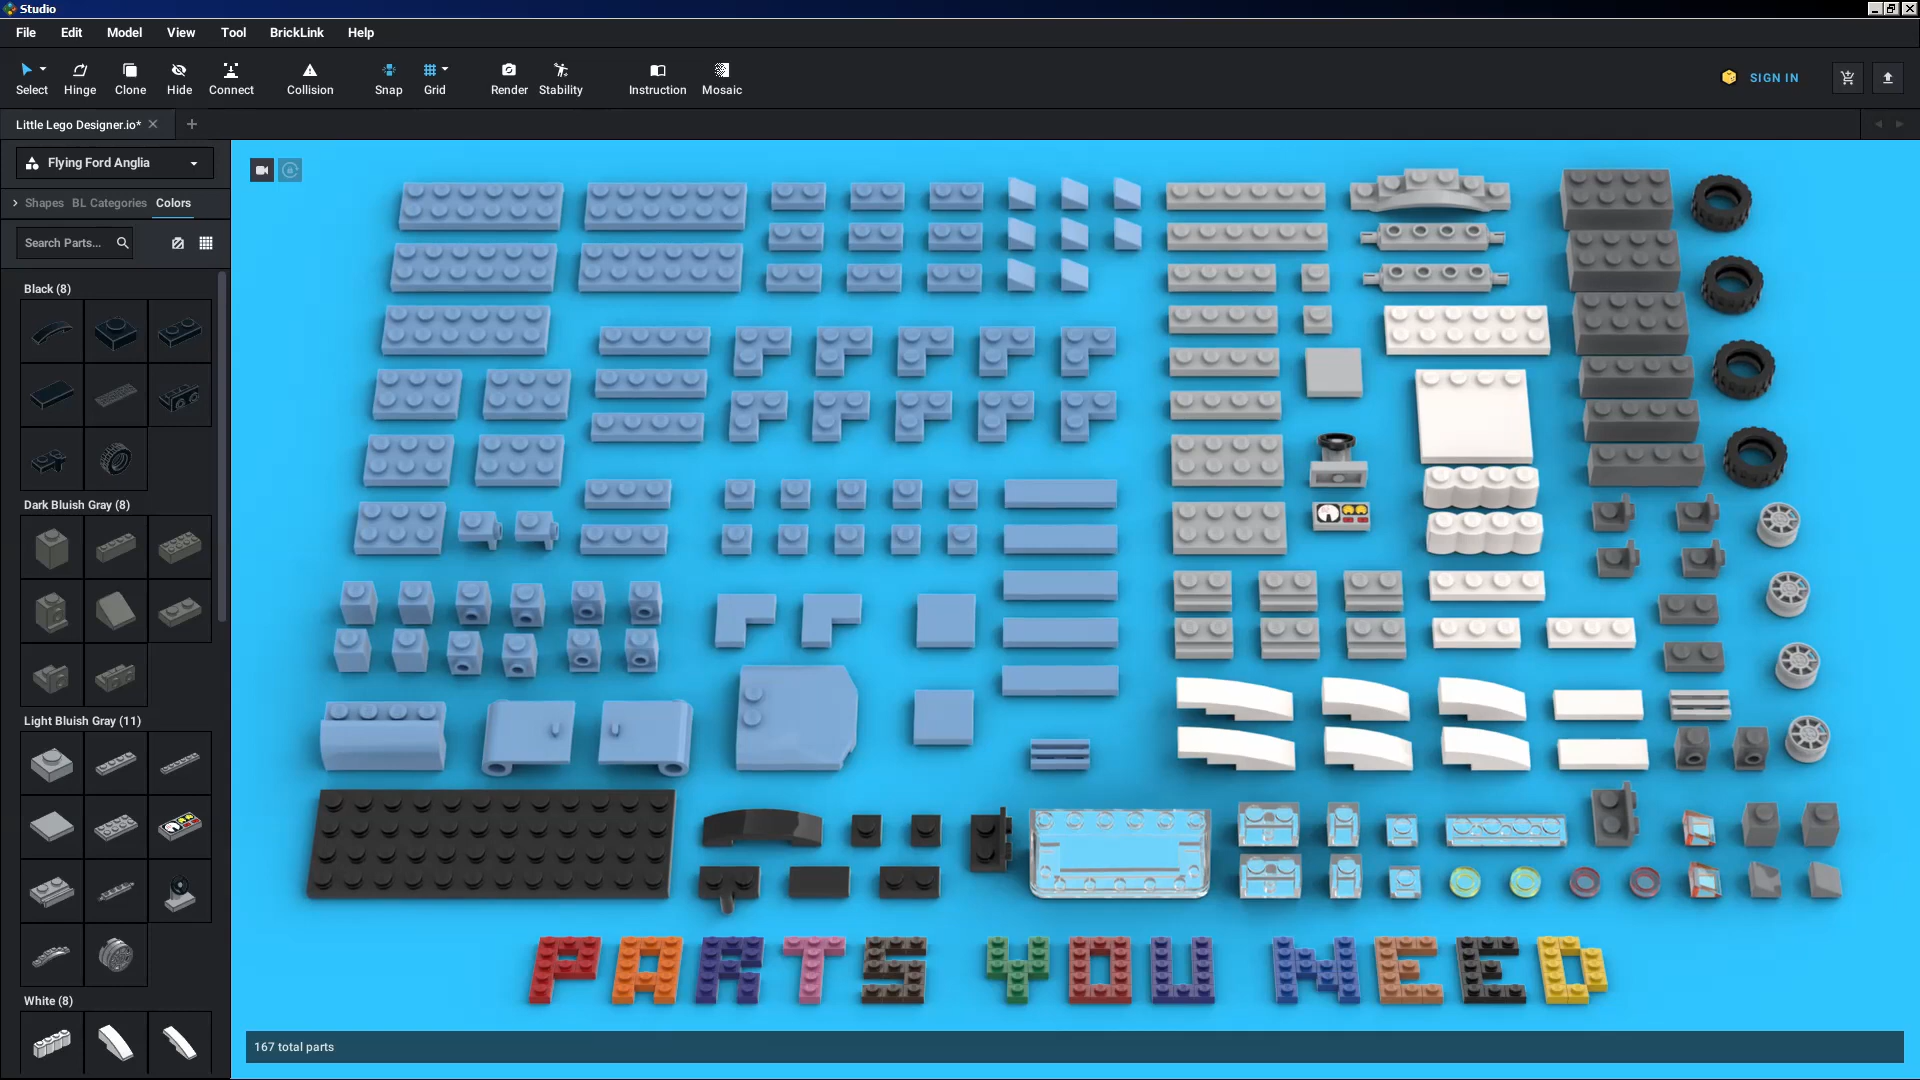 Studio
File Edit Model View Tool BrickLink Help
Select Hinge Clone Hide Connect Collision Snap Grid Render Stability Instruction Mosaic
SIGN IN
Little Lego Designer.io*
Flying Ford Anglia
Shapes BL Categories Colors
Search Parts...
Black (8)
Dark Bluish Gray (8)
Light Bluish Gray (11)
White (8)
PARTS YOU NEED
167 total parts